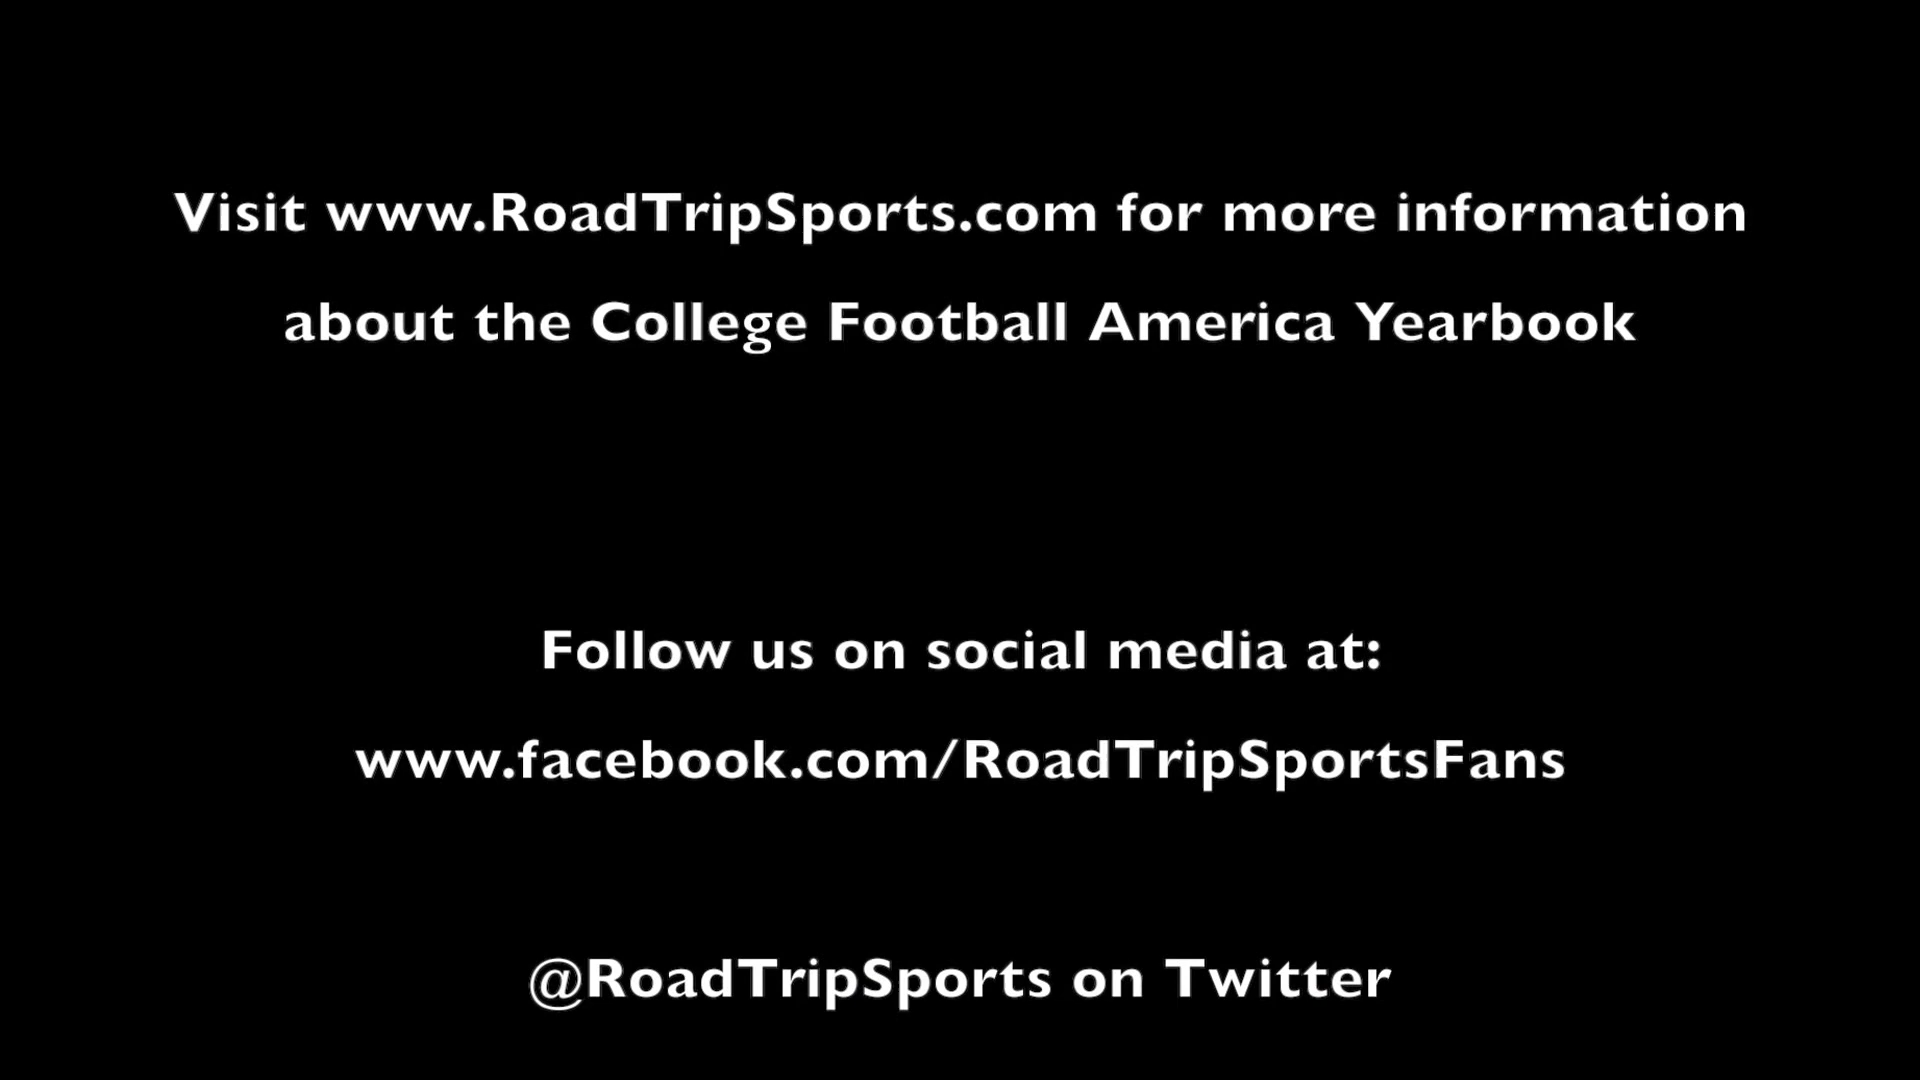 Visit www.RoadTripSports.com for more information
about the College Football America Yearbook
Follow us on social media at:
www.facebook.com/RoadTripSportsFans
@RoadTripSports on Twitter